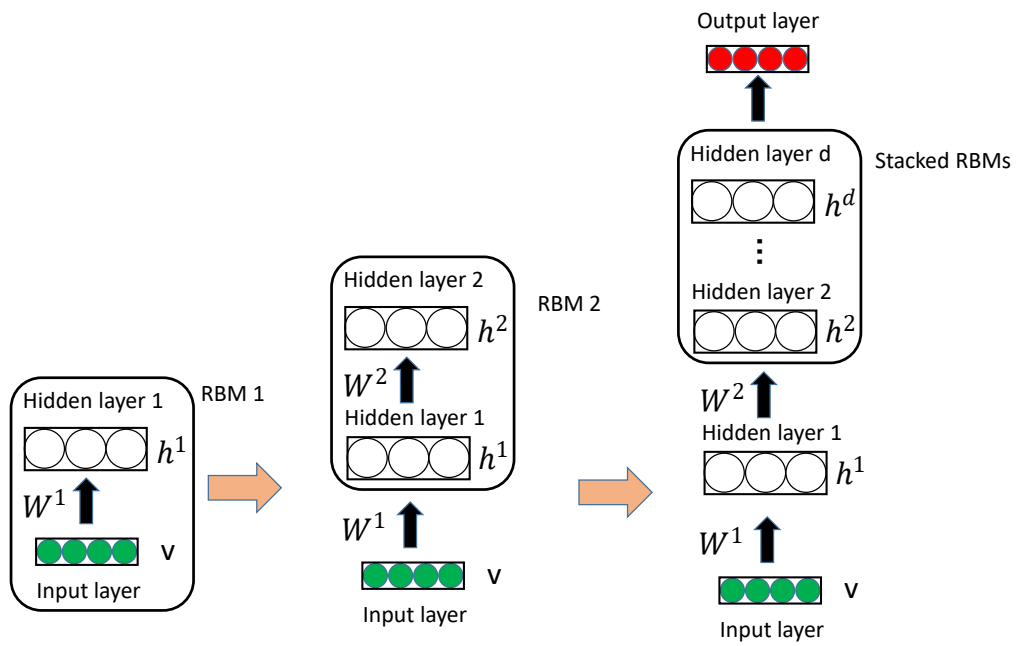 Hidden layer 1
RBM 1
h^1
W^1
v
Input layer
Hidden layer 2
RBM 2
h^2
W^2
Hidden layer 1
h^1
W^1
v
Input layer
Output layer
Hidden layer d
Stacked RBMs
h^d
⋮
Hidden layer 2
h^2
W^2
Hidden layer 1
h^1
W^1
v
Input layer